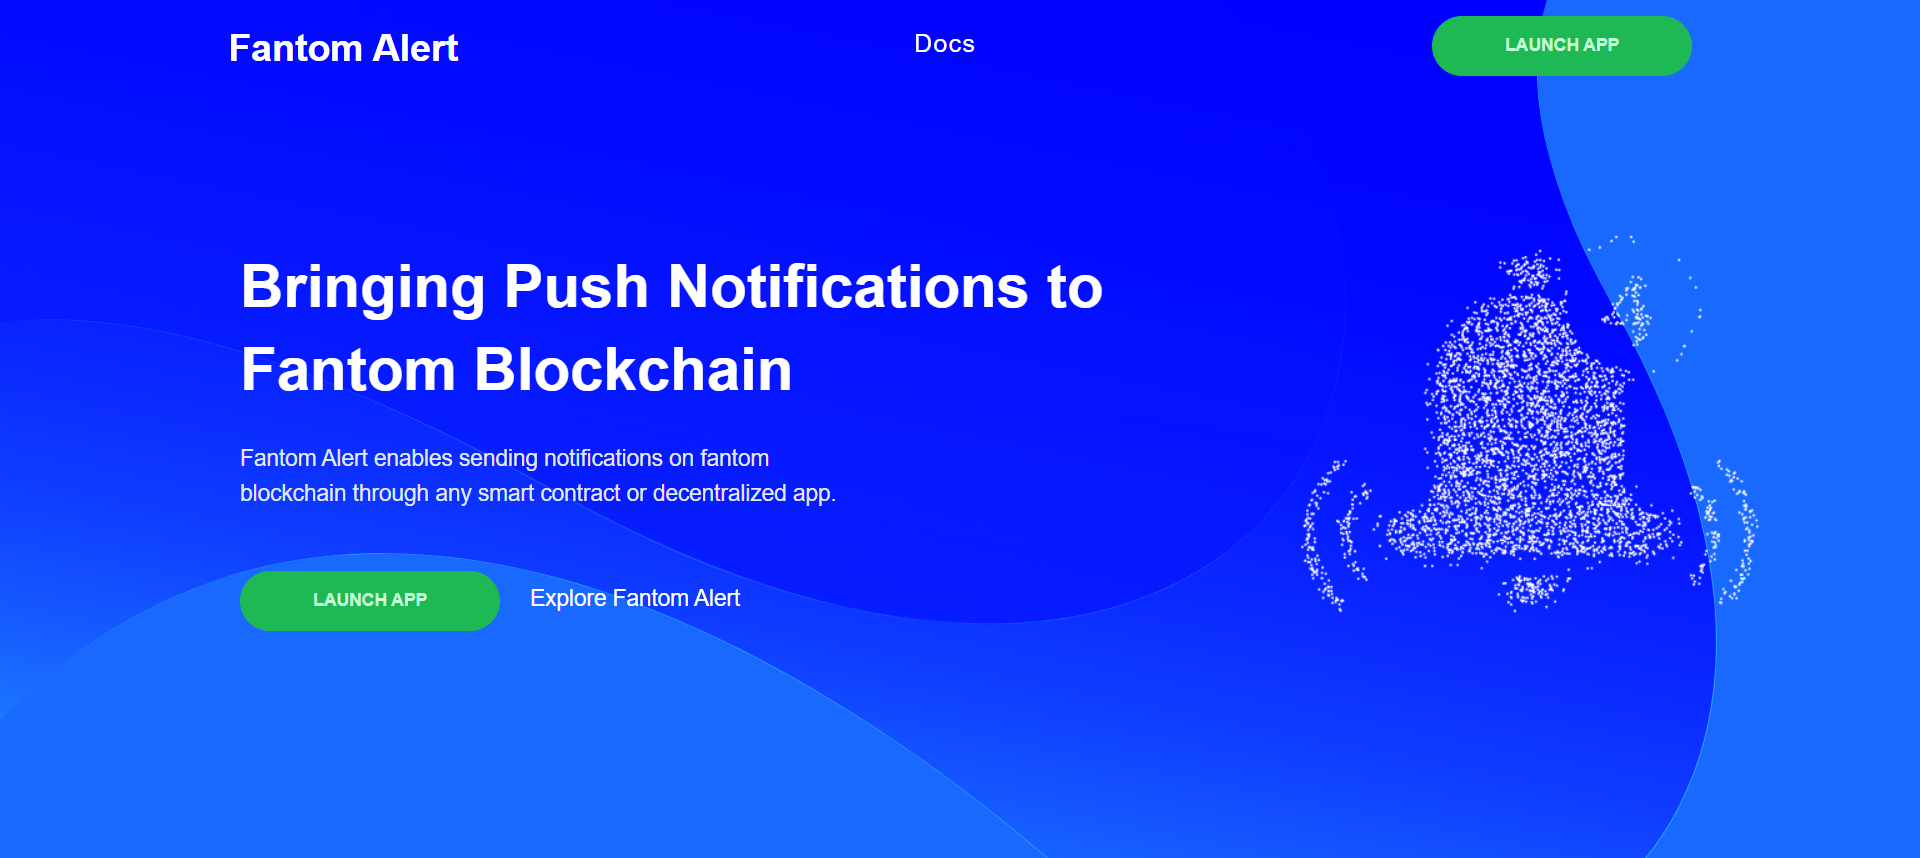 Fantom Alert
Docs
LAUNCH APP
Bringing Push Notifications to
Fantom Blockchain
Fantom Alert enables sending notifications on fantom
blockchain through any smart contract or decentralized app.
LAUNCH APP
Explore Fantom Alert